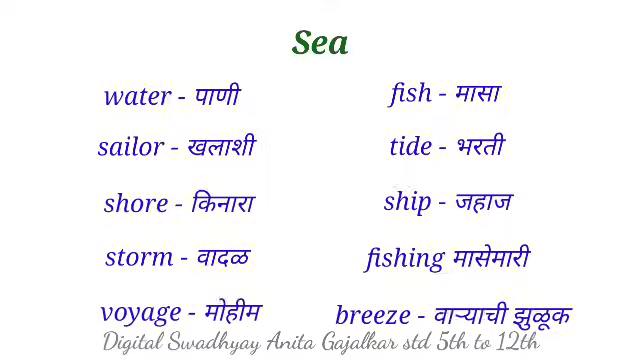 Sea
water - पाणी
fish - मासा
sailor - खलाशी
tide - भरती
shore - किनारा
ship - जहाज
storm - वादळ
fishing मासेमारी
voyage - मोहीम
breeze - वाऱ्याची झुळूक
Digital Swadhyay Anita Gajalkar std 5th to 12th